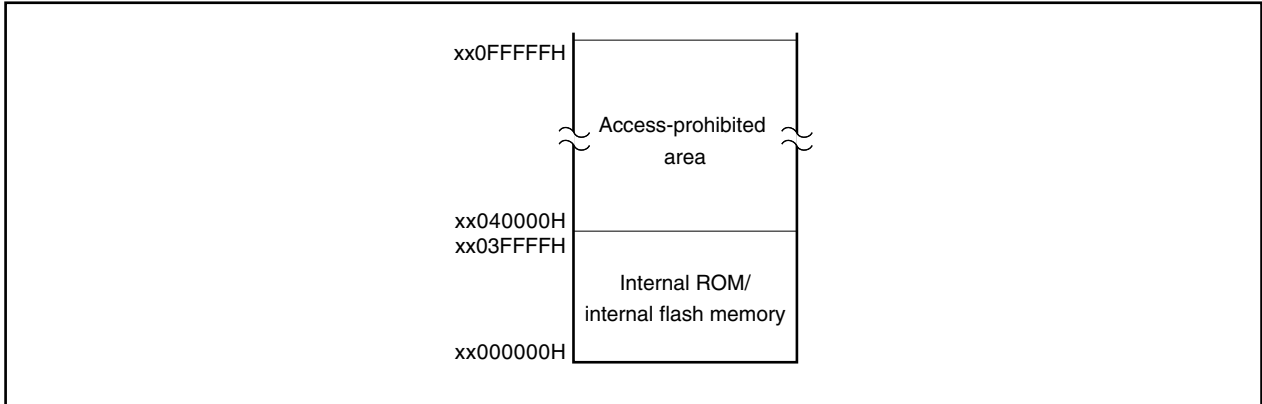 xx0FFFFFH
Access-prohibited
area
xx040000H
xx03FFFFH
Internal ROM/
internal flash memory
xx000000H